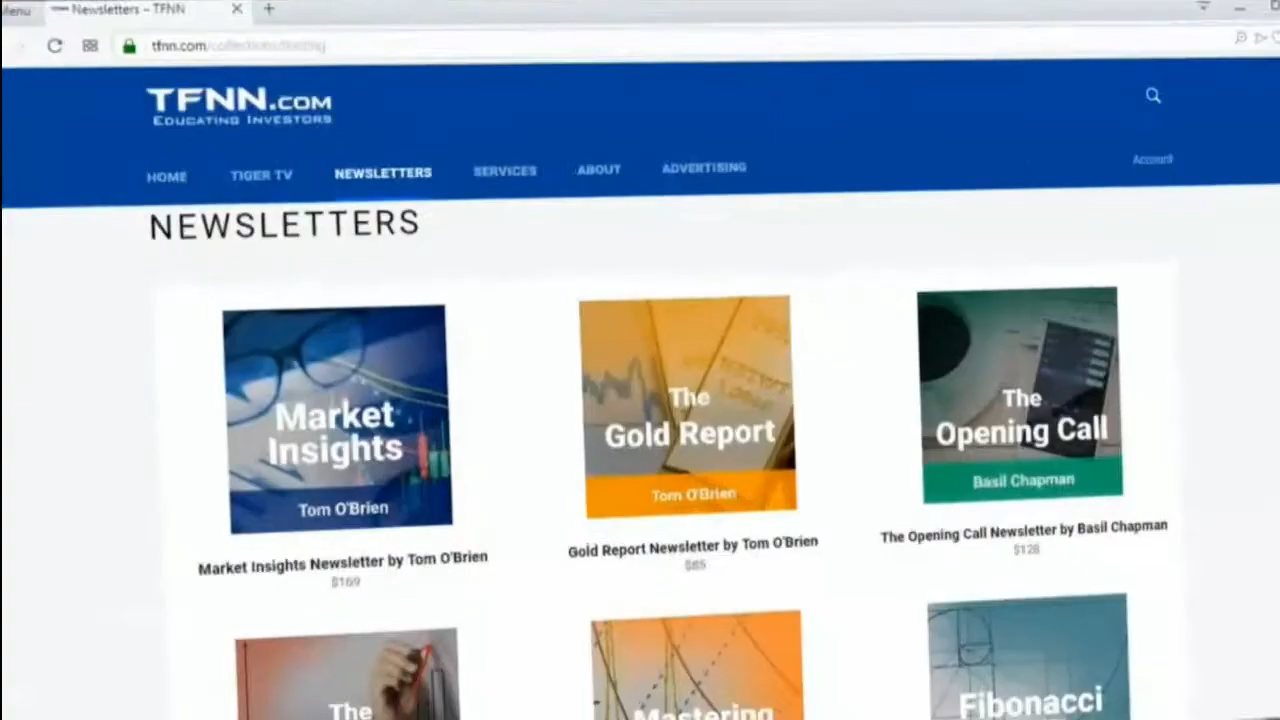 Menu
Newsletters – TFNN
tfnn.com
TFNN.COM
EDUCATING INVESTORS
Account
HOME TIGER TV NEWSLETTERS SERVICES ABOUT ADVERTISING
NEWSLETTERS
Market
Insights
Tom O'Brien
Market Insights Newsletter by Tom O'Brien
$169
The
Gold Report
Tom O'Brien
Gold Report Newsletter by Tom O'Brien
The
Opening Call
Basil Chapman
The Opening Call Newsletter by Basil Chapman
$128
The
Mastering
Fibonacci